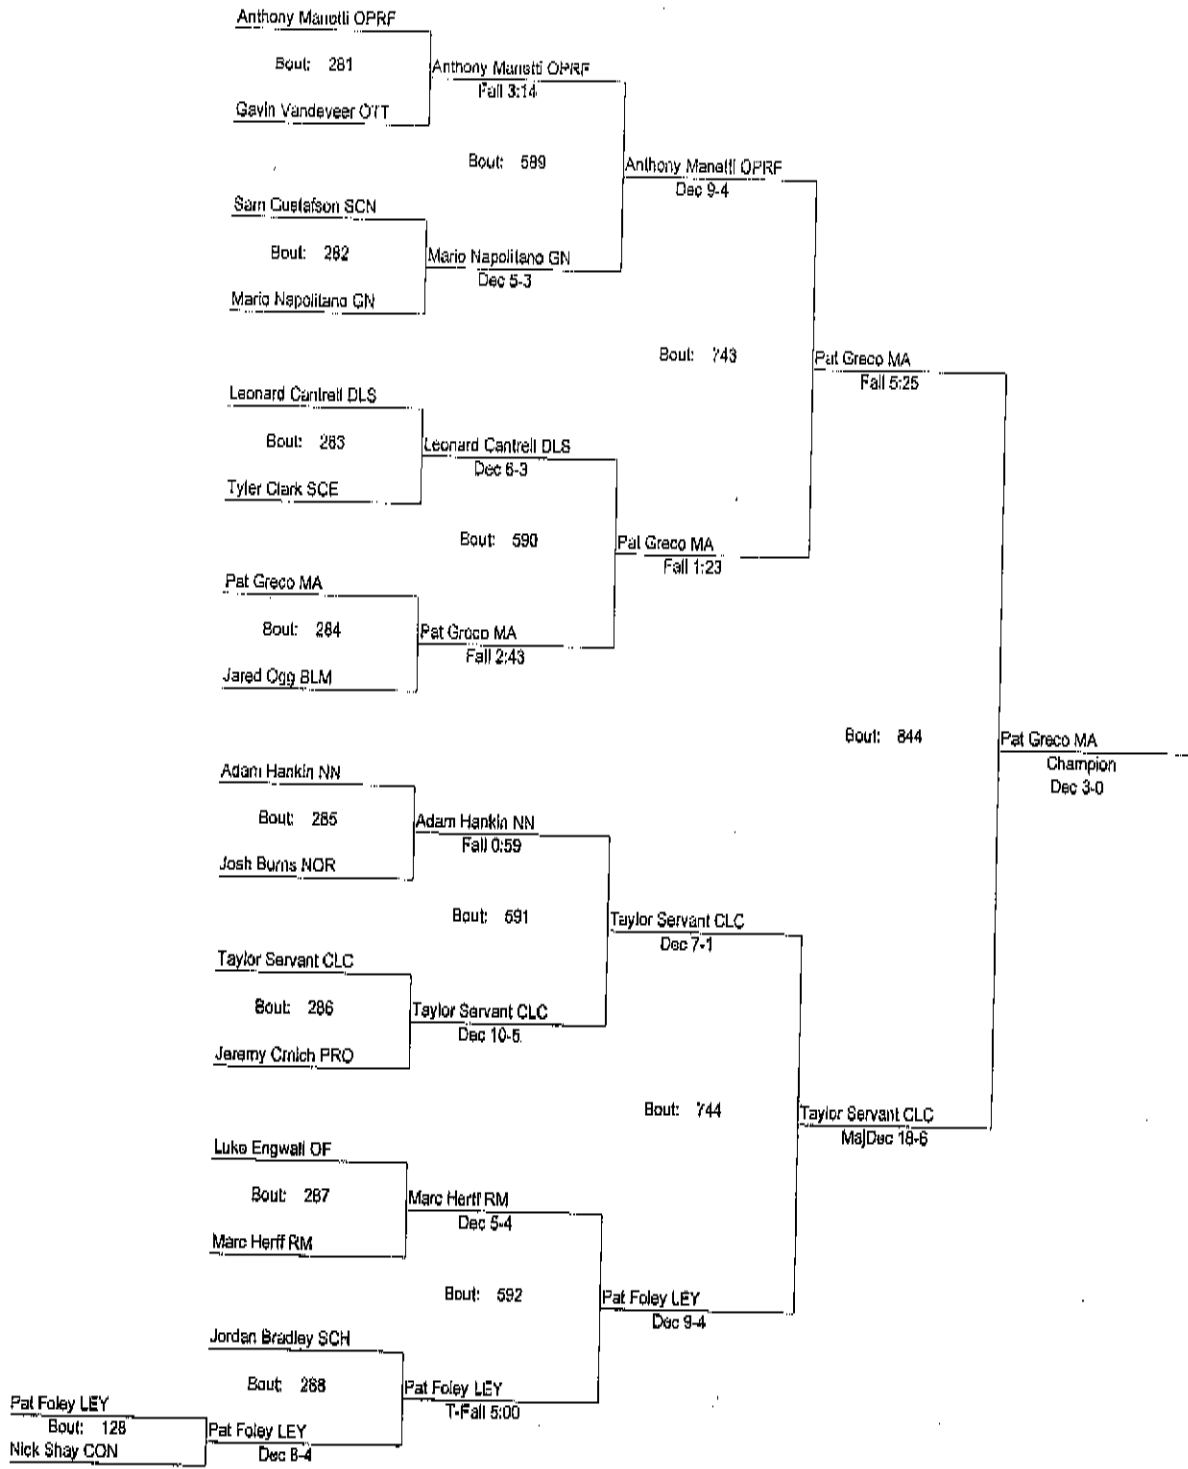 Anthony Manetti OPRF
Bout: 281
Anthony Manetti OPRF
Fall 3:14
Gavin Vandeveer OTT
Bout: 589
Anthony Manetti OPRF
Dec 9-4
Sam Gustafson SCN
Bout: 282
Mario Napolitano GN
Dec 5-3
Mario Napolitano GN
Bout: 743
Pat Greco MA
Fall 5:25
Leonard Cantrell DLS
Bout: 283
Leonard Cantrell DLS
Dec 6-3
Tyler Clark SCE
Bout: 590
Pat Greco MA
Fall 1:23
Pat Greco MA
Bout: 284
Pat Greco MA
Fall 2:43
Jared Ogg BLM
Bout: 844
Pat Greco MA
Champion
Dec 3-0
Adam Hankin NN
Bout: 285
Adam Hankin NN
Fall 0:59
Josh Burns NOR
Bout: 591
Taylor Servant CLC
Dec 7-1
Taylor Servant CLC
Bout: 286
Taylor Servant CLC
Dec 10-5
Jeremy Crnich PRO
Bout: 744
Taylor Servant CLC
MajDec 18-6
Luke Engwall OF
Bout: 287
Marc Herff RM
Dec 5-4
Marc Herff RM
Bout: 592
Pat Foley LEY
Dec 9-4
Jordan Bradley SCH
Bout: 288
Pat Foley LEY
T-Fall 5:00
Pat Foley LEY
Bout: 128
Pat Foley LEY
Dec 8-4
Nick Shay CON